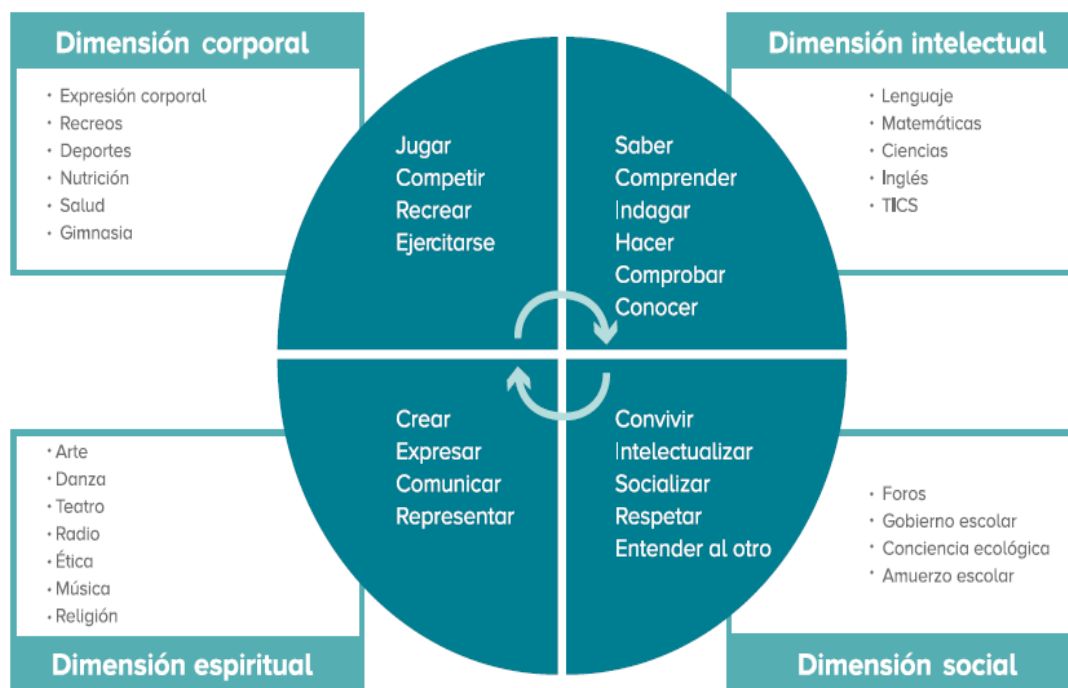 Dimensión corporal
• Expresión corporal
• Recreos
• Deportes
• Nutrición
• Salud
• Gimnasia
Jugar
Competir
Recrear
Ejercitarse
Dimensión intelectual
• Lenguaje
• Matemáticas
• Ciencias
• Inglés
• TICS
Saber
Comprender
Indagar
Hacer
Comprobar
Conocer
• Arte
• Danza
• Teatro
• Radio
• Ética
• Música
• Religión
Dimensión espiritual
Crear
Expresar
Comunicar
Representar
Convivir
Intelectualizar
Socializar
Respetar
Entender al otro
• Foros
• Gobierno escolar
• Conciencia ecológica
• Amuerzo escolar
Dimensión social